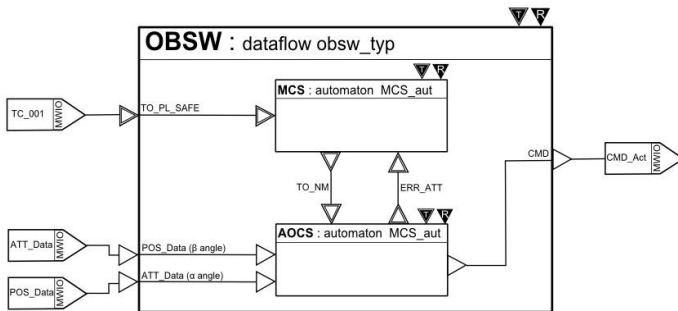 T R
OBSW : dataflow obsw_typ
T R
MCS : automaton MCS_aut
TC_001
MWIO
TO_PL_SAFE
CMD
CMD_Act
MWIO
TO_NM
ERR_ATT
T R
AOCS : automaton MCS_aut
ATT_Data
MWIO
POS_Data (β angle)
POS_Data
MWIO
ATT_Data (α angle)